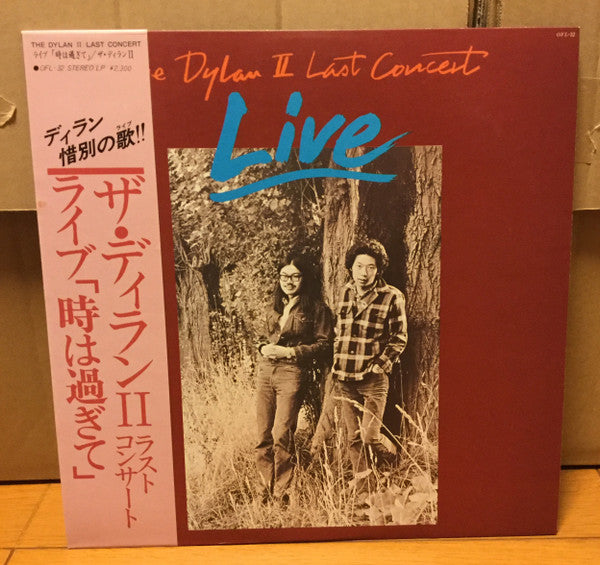 THE DYLAN II LAST CONCERT
ライブ「時は過ぎて」/ザ・ディランII
●OFL-32 STEREO LP ¥2,300
ディラン
惜別の歌!!
ライブ
ザ・ディランII ラストコンサート
ライブ「時は過ぎて」
e Dylan II Last Concert
Live
OFL-32